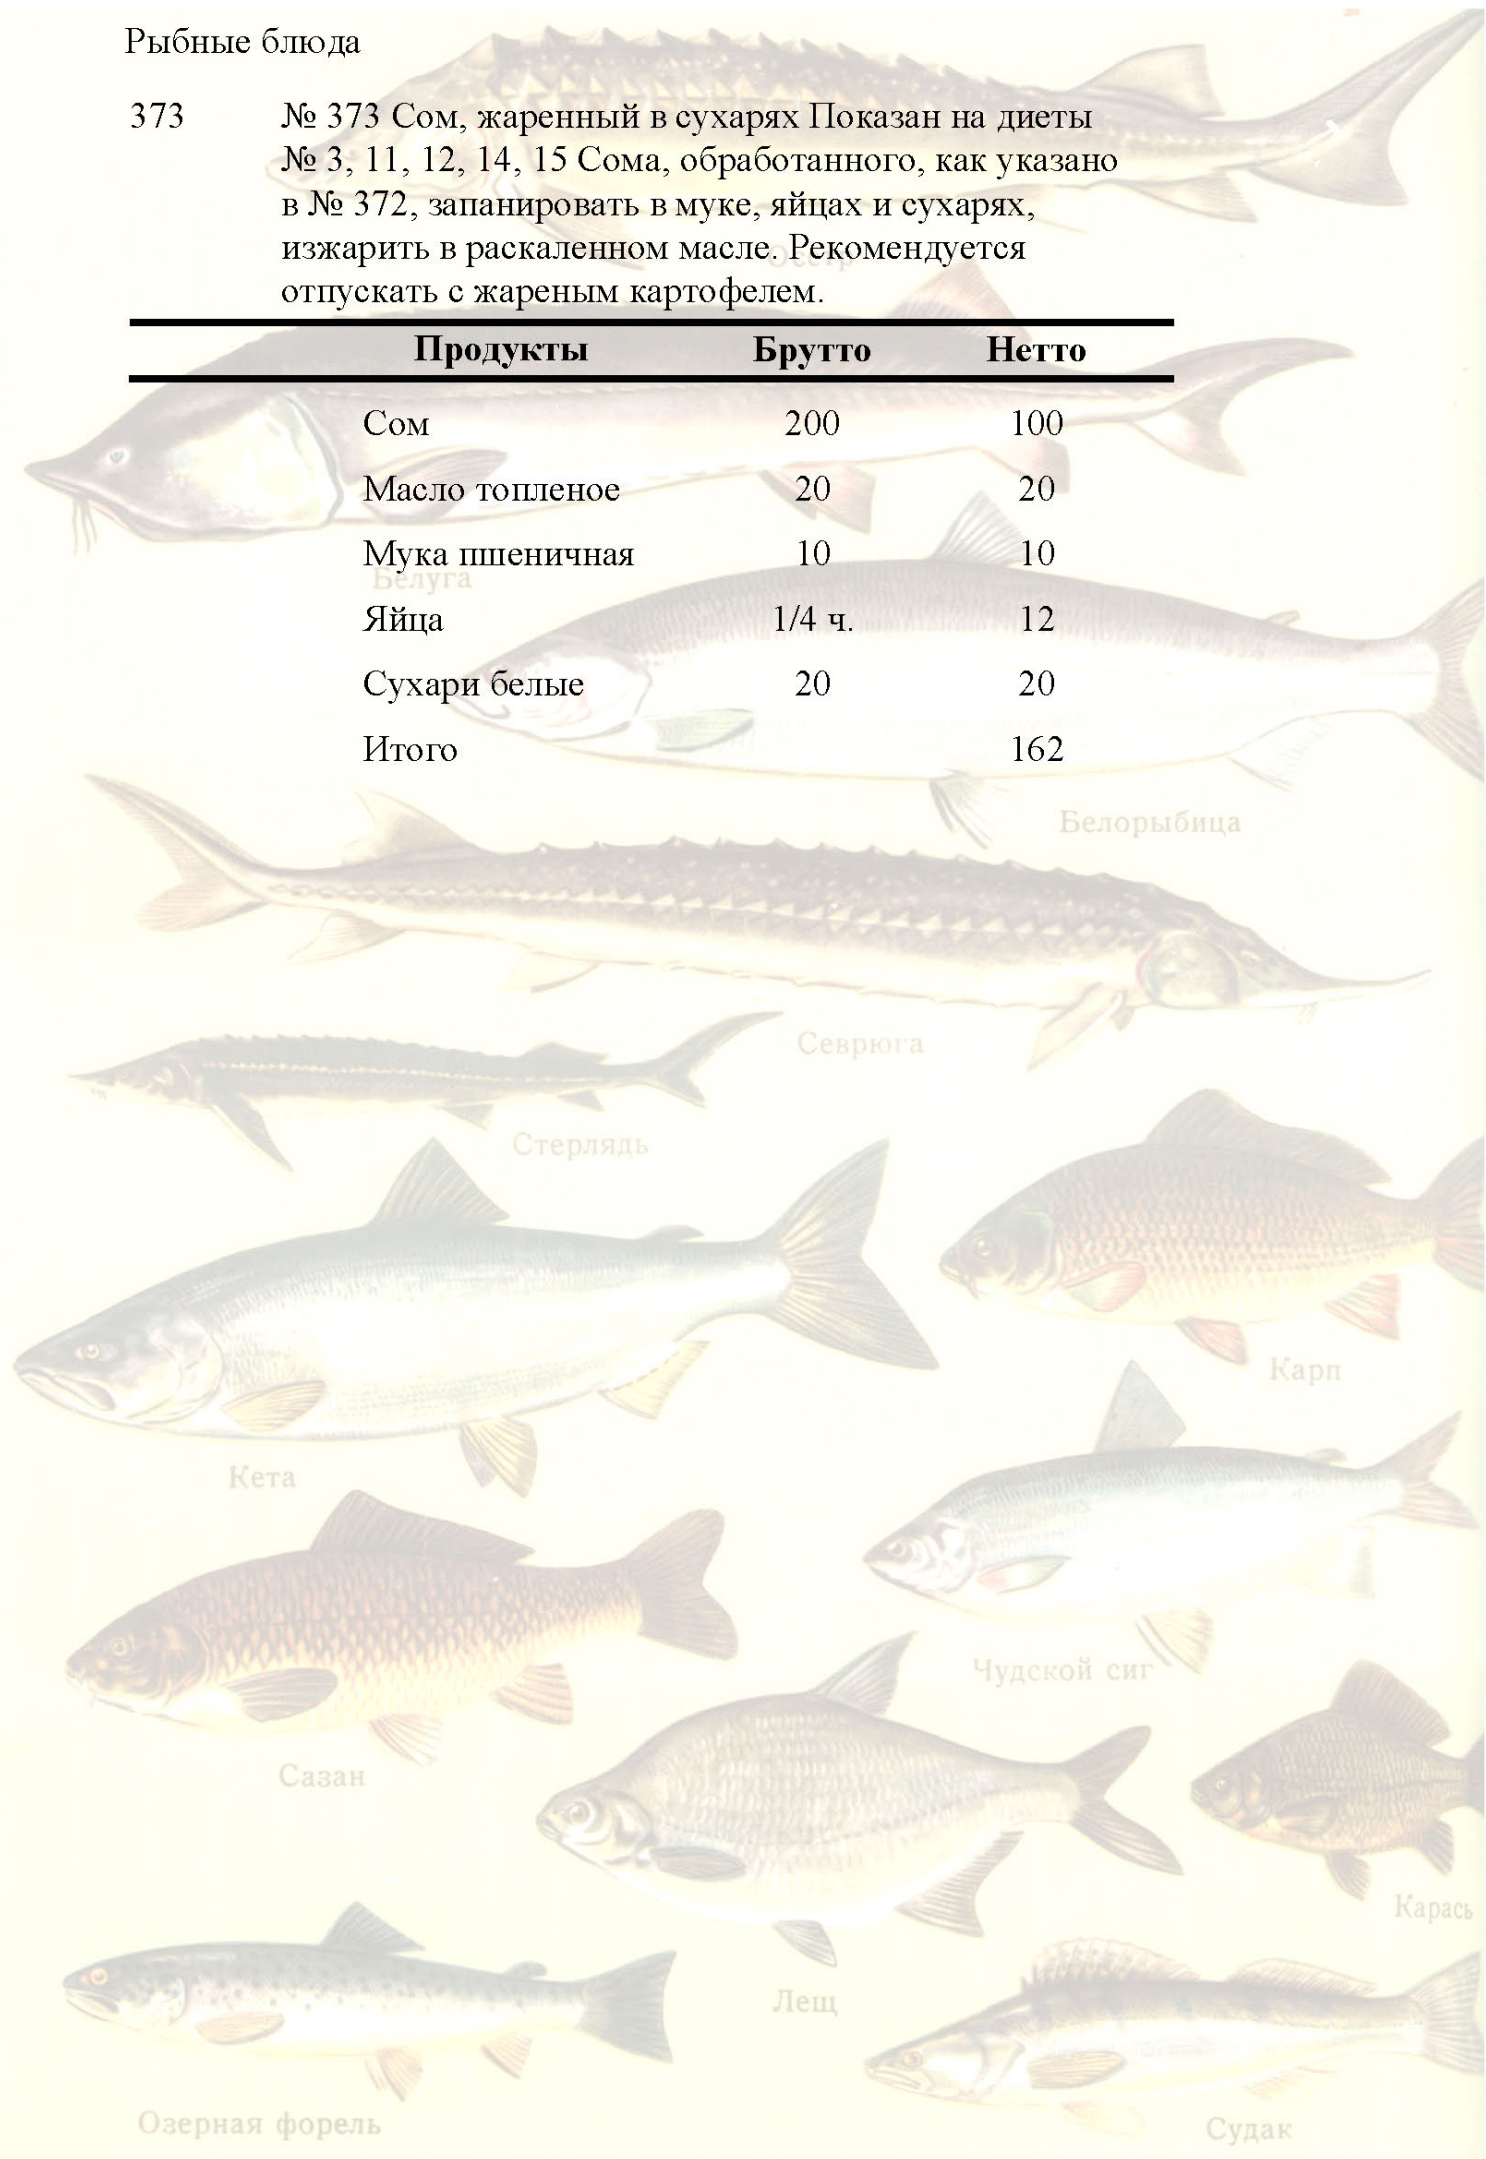 Рыбные блюда
373 № 373 Сом, жаренный в сухарях Показан на диеты
№ 3, 11, 12, 14, 15 Сома, обработанного, как указано
в № 372, запанировать в муке, яйцах и сухарях,
изжарить в раскаленном масле. Рекомендуется
отпускать с жареным картофелем.
Продукты Брутто Нетто
Сом 200 100
Масло топленое 20 20
Мука пшеничная 10 10
Белуга
Яйца 1/4 ч. 12
Сухари белые 20 20
Итого 162
Белорыбица
Севрюга
Стерлядь
Карп
Кета
Чудской сиг
Сазан
Карась
Лещ
Озерная форель
Судак